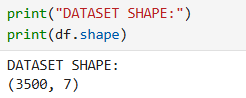 print("DATASET SHAPE:")
print(df.shape)
DATASET SHAPE:
(3500, 7)